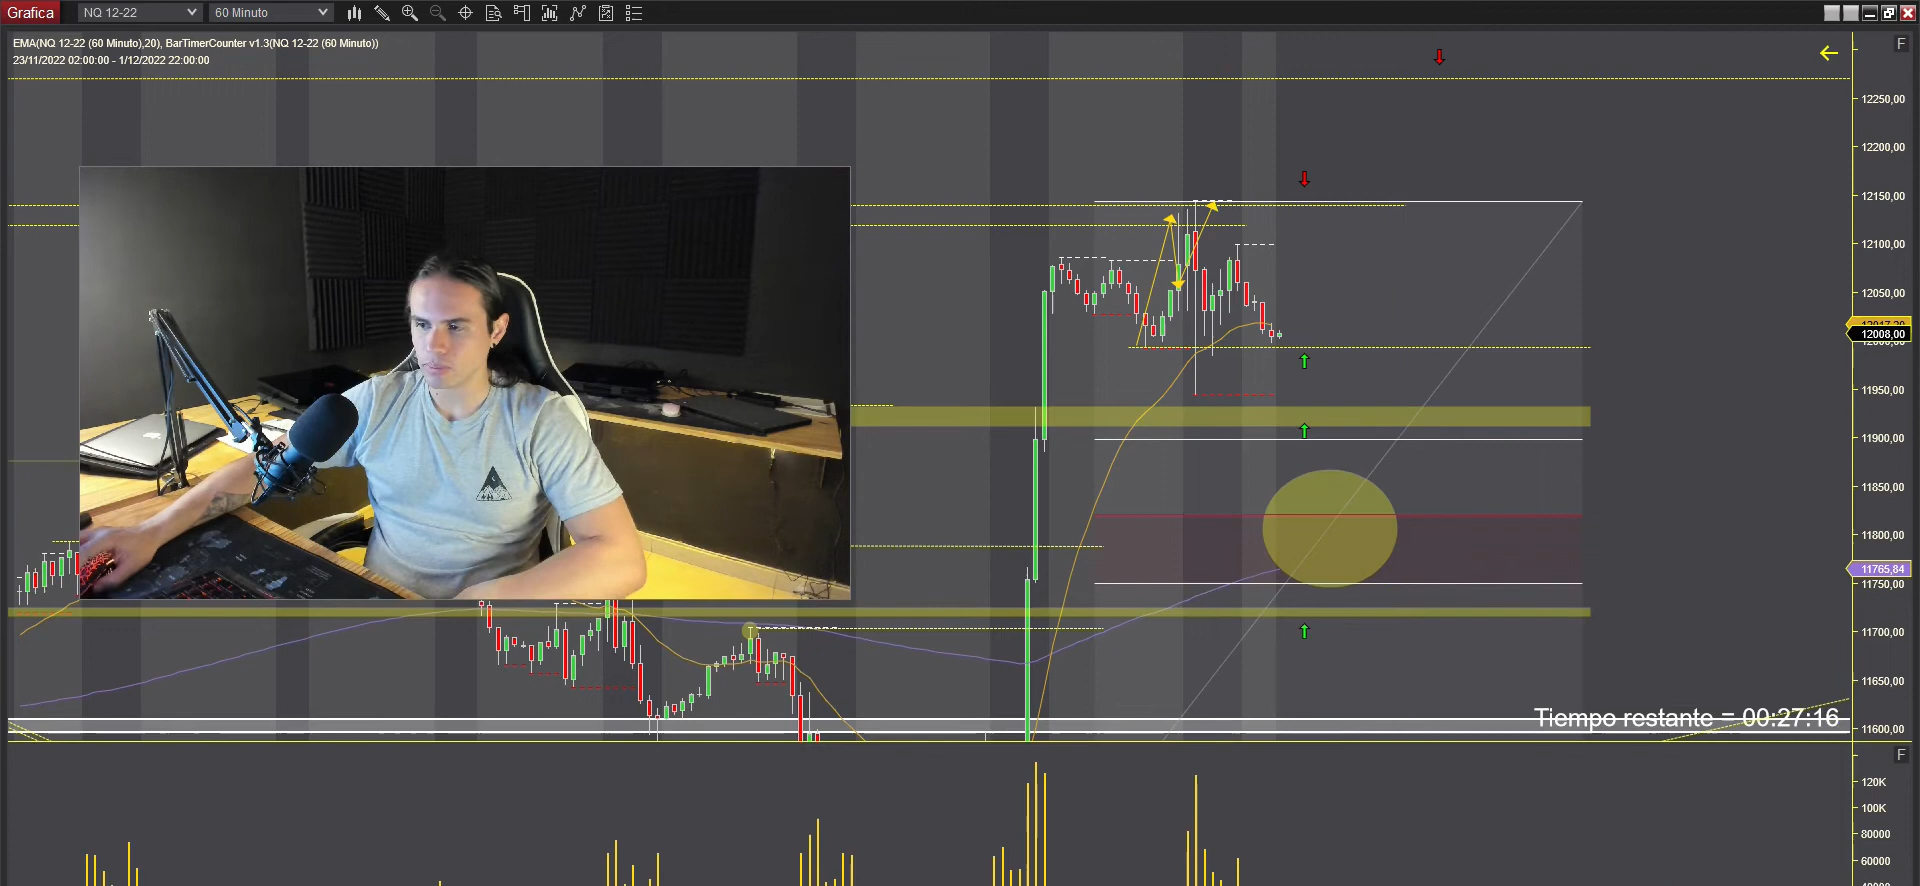 Grafica
NQ 12-22
60 Minuto
EMA(NQ 12-22 (60 Minuto),20), BarTimerCounter v1.3(NQ 12-22 (60 Minuto))
23/11/2022 02:00:00 - 1/12/2022 22:00:00
F
12250,00
12200,00
12150,00
12100,00
12050,00
12008,00
11950,00
11900,00
11850,00
11800,00
11765,84
11750,00
11700,00
11650,00
Tiempo restante = 00:27:16
11600,00
F
120K
100K
80000
60000